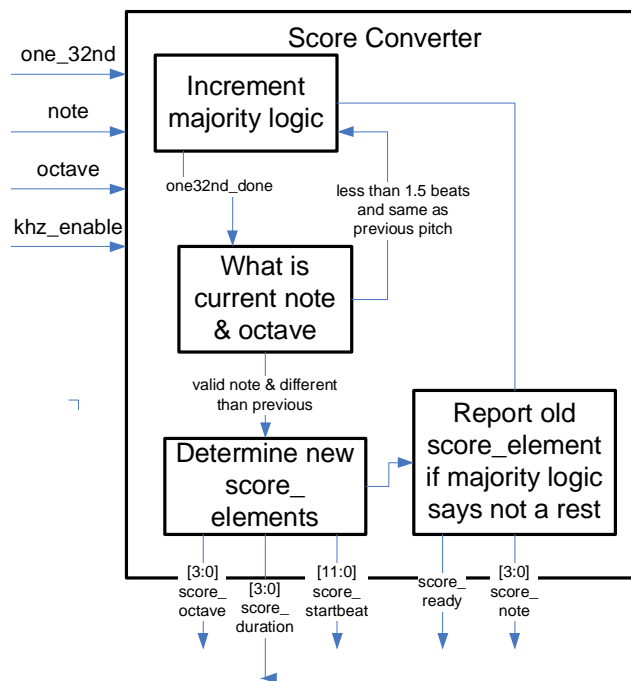 Score Converter
one_32nd
note
octave
khz_enable
Increment
majority logic
one32nd_done
less than 1.5 beats
and same as
previous pitch
What is
current note
& octave
valid note & different
than previous
Determine new
score_
elements
Report old
score_element
if majority logic
says not a rest
[3:0]
score_
octave
[3:0]
score_
duration
[11:0]
score_
startbeat
score_
ready
[3:0]
score_
note